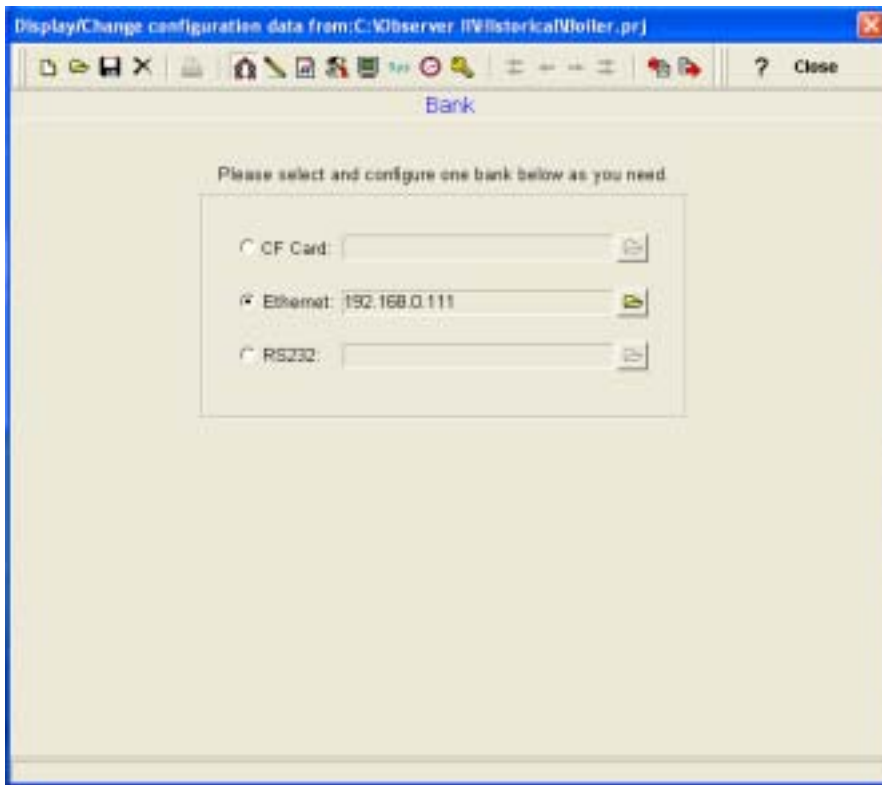 Display/Change configuration data from:C:\Observer II\Historical\Boiler.prj
? Close
Bank
Please select and configure one bank below as you need
CF Card:
Ethernet: 192.168.0.111
RS232: